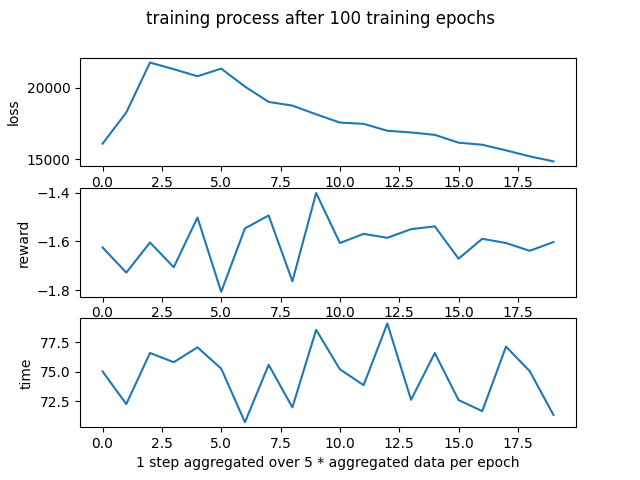 training process after 100 training epochs
20000
15000
loss
0.0 2.5 5.0 7.5 10.0 12.5 15.0 17.5
−1.4
−1.6
−1.8
reward
0.0 2.5 5.0 7.5 10.0 12.5 15.0 17.5
77.5
75.0
72.5
time
0.0 2.5 5.0 7.5 10.0 12.5 15.0 17.5
1 step aggregated over 5 * aggregated data per epoch